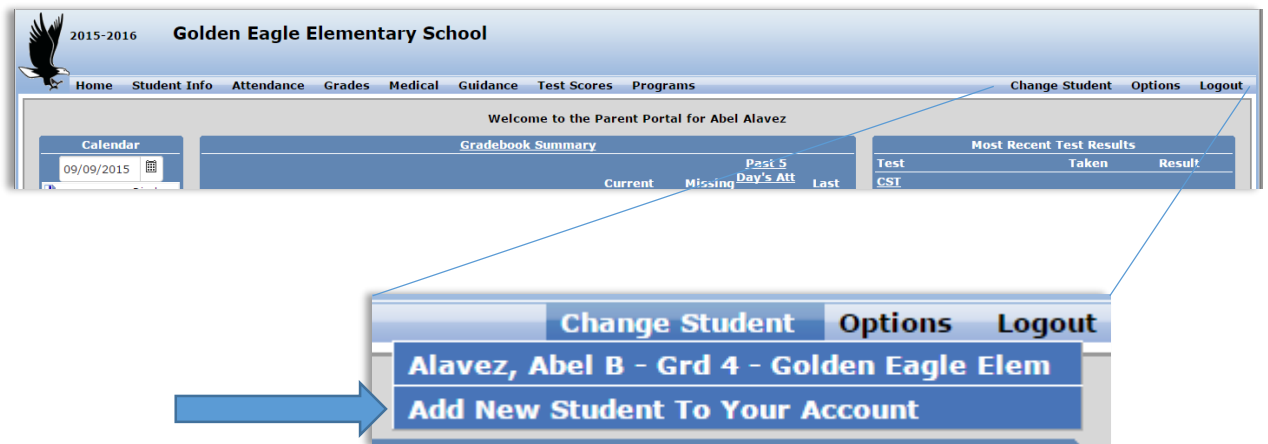 2015-2016 Golden Eagle Elementary School
Home Student Info Attendance Grades Medical Guidance Test Scores Programs Change Student Options Logout
Welcome to the Parent Portal for Abel Alavez
Calendar
09/09/2015
Gradebook Summary
Current Missing Past 5 Day's Att Last
Most Recent Test Results
Test Taken Result
CST
Change Student Options Logout
Alavez, Abel B - Grd 4 - Golden Eagle Elem
Add New Student To Your Account